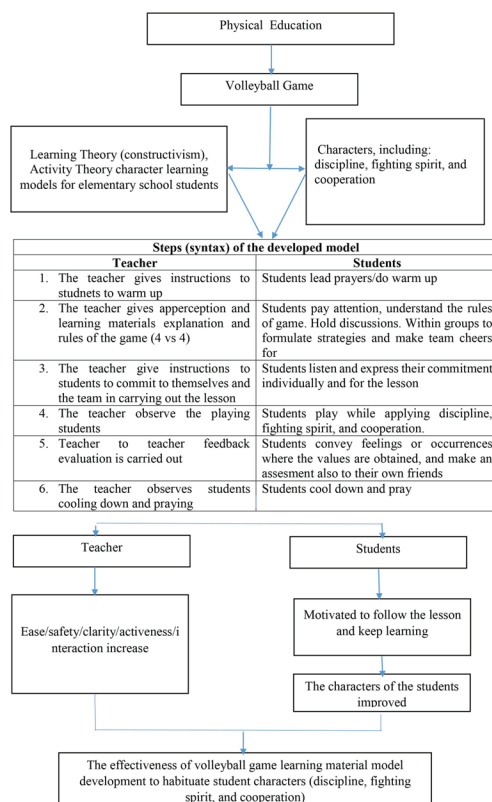 Physical Education
Volleyball Game
Learning Theory (constructivism),
Activity Theory character learning
models for elementary school students
Characters, including:
discipline, fighting spirit, and
cooperation
Steps (syntax) of the developed model
Teacher
Students
1. The teacher gives instructions to
studnets to warm up
Students lead prayers/do warm up
2. The teacher gives apperception and
learning materials explanation and
rules of the game (4 vs 4)
Students pay attention, understand the rules
of game. Hold discussions. Within groups to
formulate strategies and make team cheers
for
3. The teacher give instructions to
students to commit to themselves and
the team in carrying out the lesson
Students listen and express their commitment
individually and for the lesson
4. The teacher observe the playing
students
Students play while applying discipline,
fighting spirit, and cooperation.
5. Teacher to teacher feedback
evaluation is carried out
Students convey feelings or occurrences
where the values are obtained, and make an
assesment also to their own friends
6. The teacher observes students
cooling down and praying
Students cool down and pray
Teacher
Students
Ease/safety/clarity/activeness/i
nteraction increase
Motivated to follow the lesson
and keep learning
The characters of the students
improved
The effectiveness of volleyball game learning material model
development to habituate student characters (discipline, fighting
spirit, and cooperation)